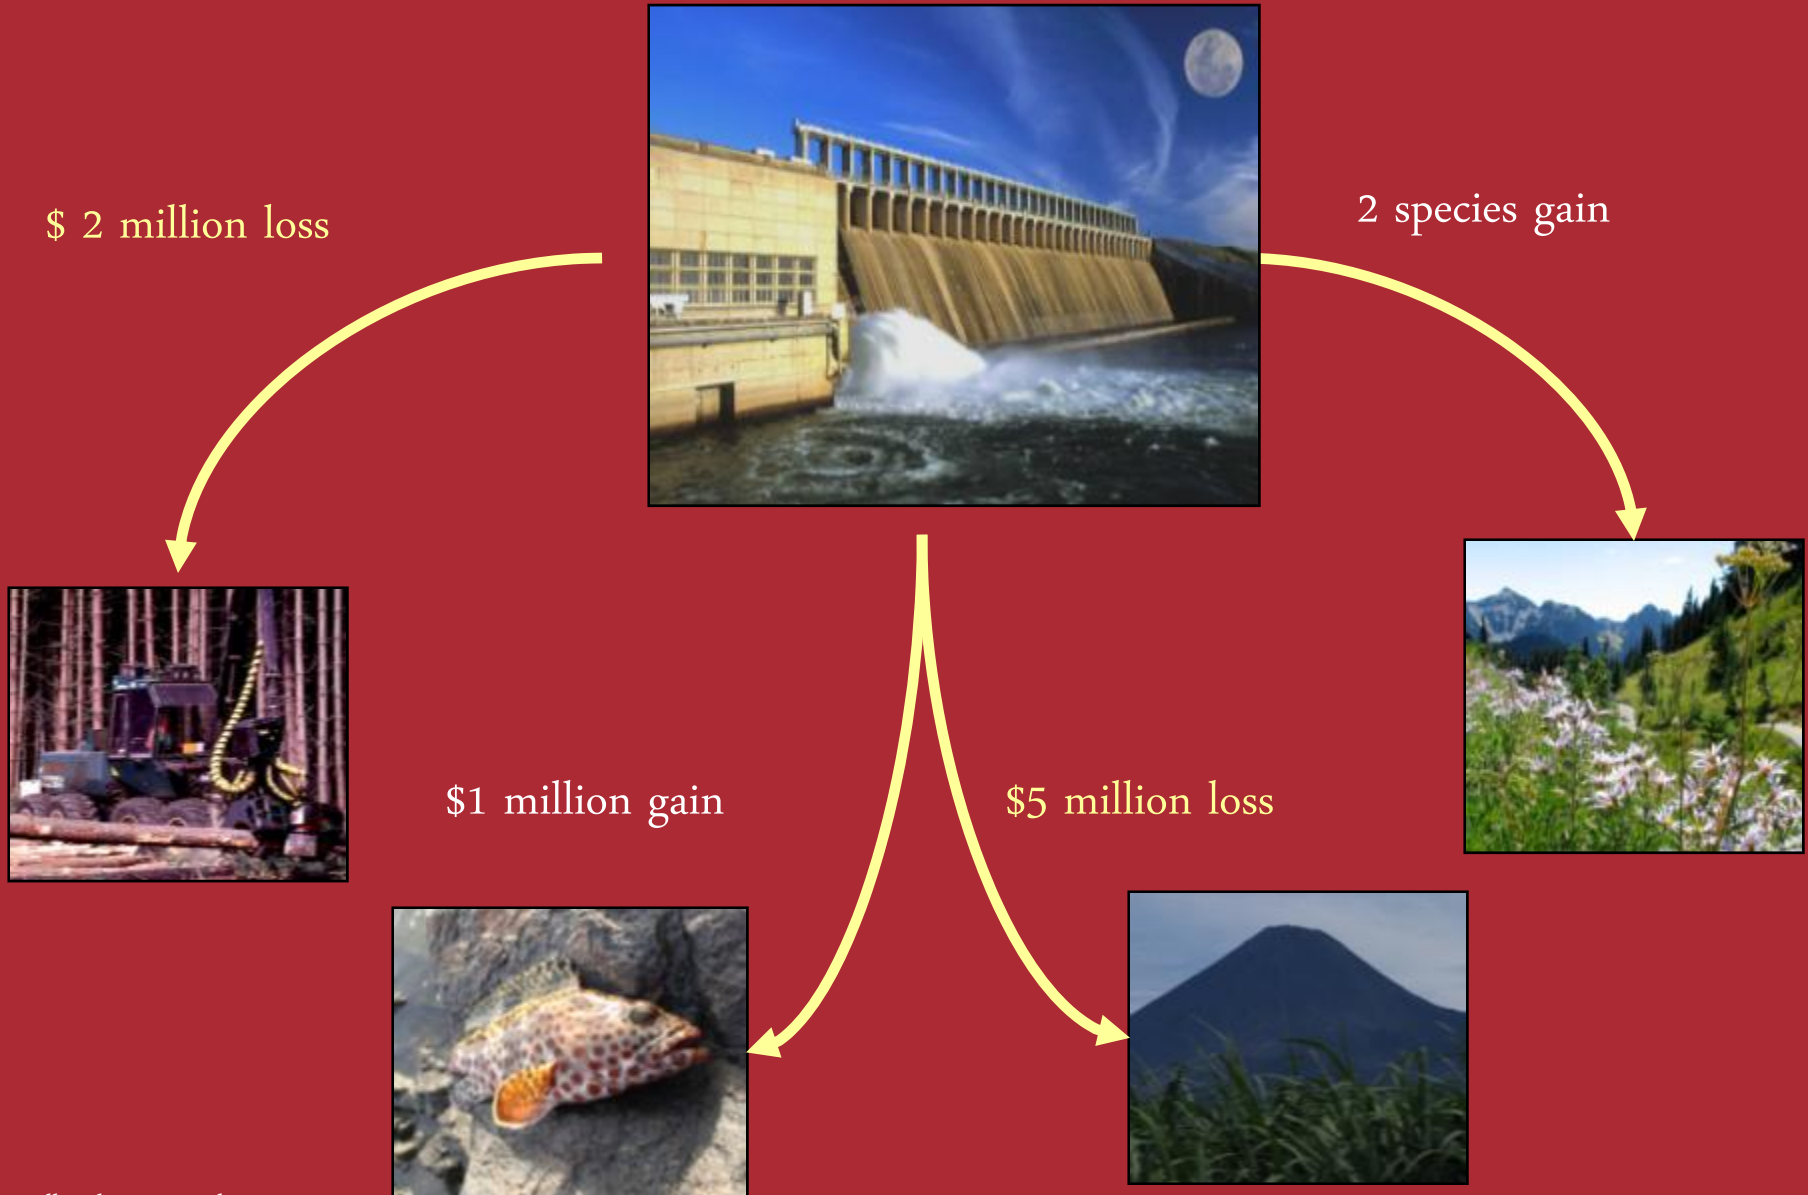 $ 2 million loss
2 species gain
$1 million gain
$5 million loss